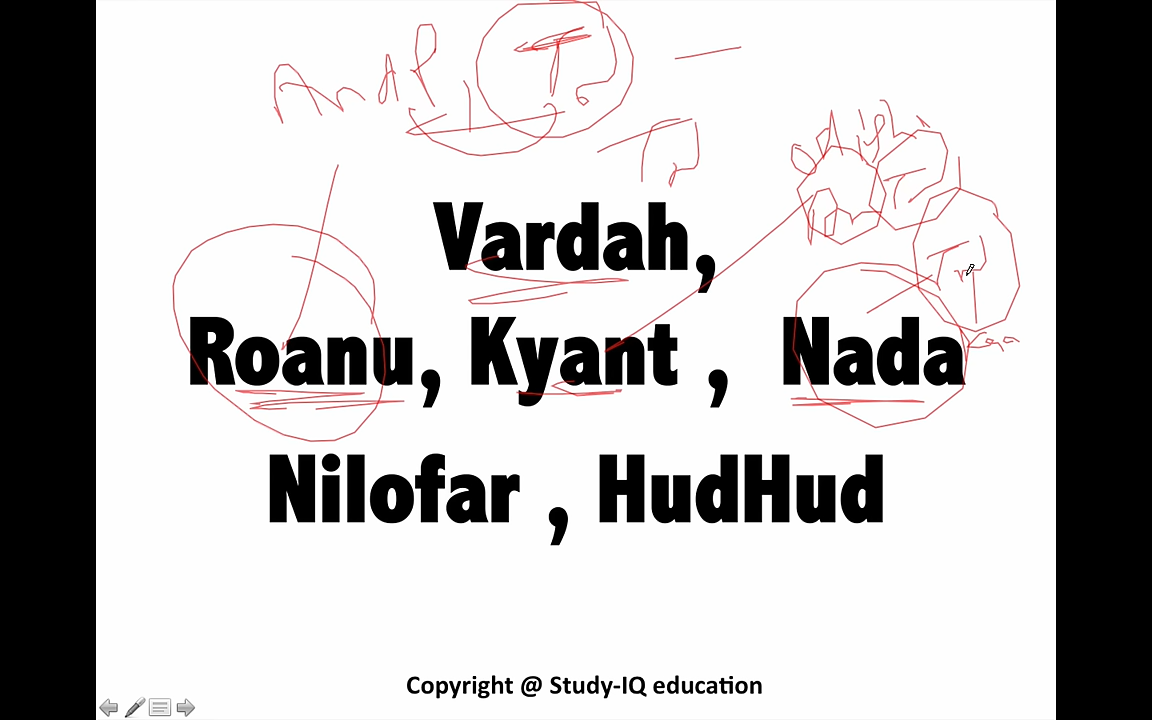 Vardah,
Roanu, Kyant , Nada
Nilofar , HudHud
Copyright @ Study-IQ education